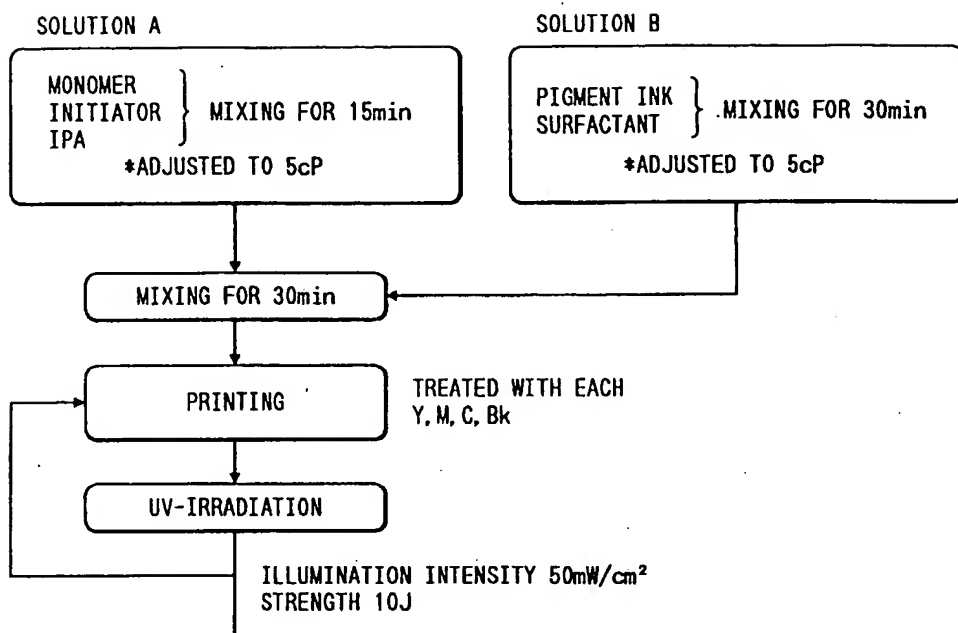 SOLUTION A
MONOMER
INITIATOR
IPA
MIXING FOR 15min
*ADJUSTED TO 5cP
SOLUTION B
PIGMENT INK
SURFACTANT
MIXING FOR 30min
*ADJUSTED TO 5cP
MIXING FOR 30min
PRINTING
TREATED WITH EACH
Y, M, C, Bk
UV-IRRADIATION
ILLUMINATION INTENSITY 50mW/cm²
STRENGTH 10J